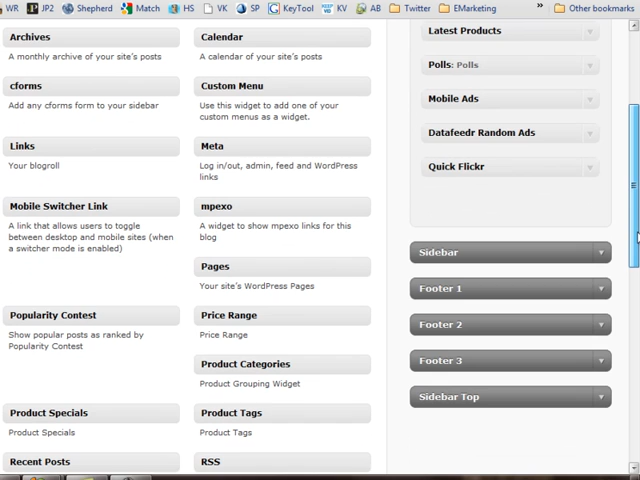 WR JP2 Shepherd Match HS VK SP KeyTool KV AB Twitter EMarketing » Other bookmarks
Archives
A monthly archive of your site's posts
Calendar
A calendar of your site's posts
cforms
Add any cforms form to your sidebar
Custom Menu
Use this widget to add one of your
custom menus as a widget.
Links
Your blogroll
Meta
Log in/out, admin, feed and WordPress
links
Mobile Switcher Link
A link that allows users to toggle
between desktop and mobile sites (when
a switcher mode is enabled)
mpexo
A widget to show mpexo links for this
blog
Pages
Your site's WordPress Pages
Popularity Contest
Show popular posts as ranked by
Popularity Contest
Price Range
Price Range
Product Categories
Product Grouping Widget
Product Specials
Product Specials
Product Tags
Product Tags
Recent Posts
RSS
Latest Products
Polls: Polls
Mobile Ads
Datafeedr Random Ads
Quick Flickr
Sidebar
Footer 1
Footer 2
Footer 3
Sidebar Top